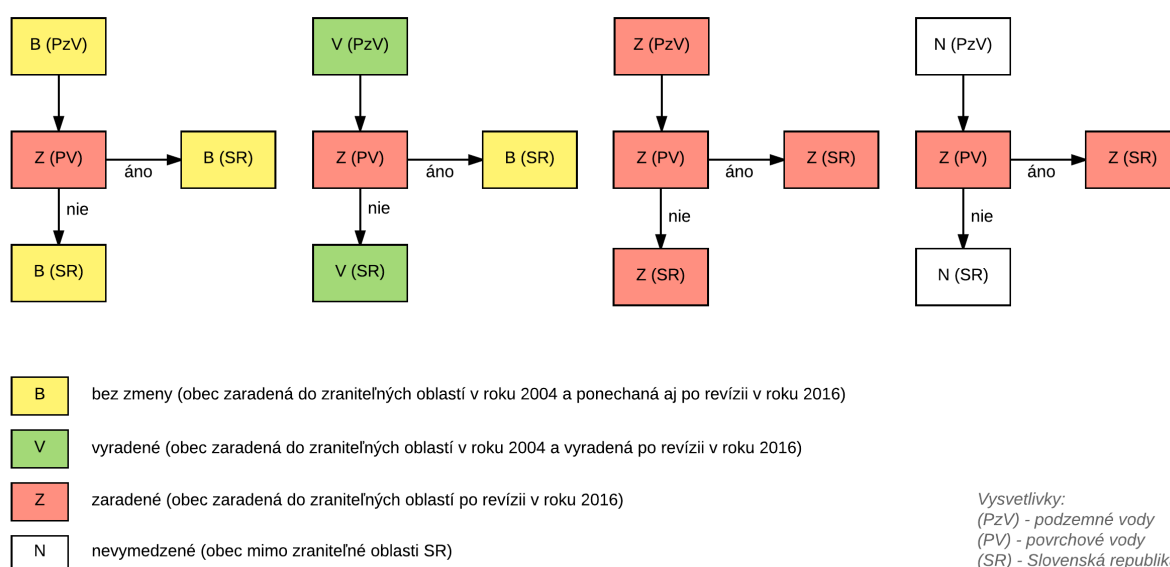 B (PzV)
V (PzV)
Z (PzV)
N (PzV)
Z (PV)
áno
B (SR)
Z (PV)
áno
B (SR)
Z (PV)
áno
Z (SR)
Z (PV)
áno
Z (SR)
nie
nie
nie
nie
B (SR)
V (SR)
Z (SR)
N (SR)
B bez zmeny (obec zaradená do zraniteľných oblastí v roku 2004 a ponechaná aj po revízii v roku 2016)
V vyradené (obec zaradená do zraniteľných oblastí v roku 2004 a vyradená po revízii v roku 2016)
Z zaradené (obec zaradená do zraniteľných oblastí po revízii v roku 2016)
N nevymedzené (obec mimo zraniteľné oblasti SR)
Vysvetlivky:
(PzV) - podzemné vody
(PV) - povrchové vody
(SR) - Slovenská republik